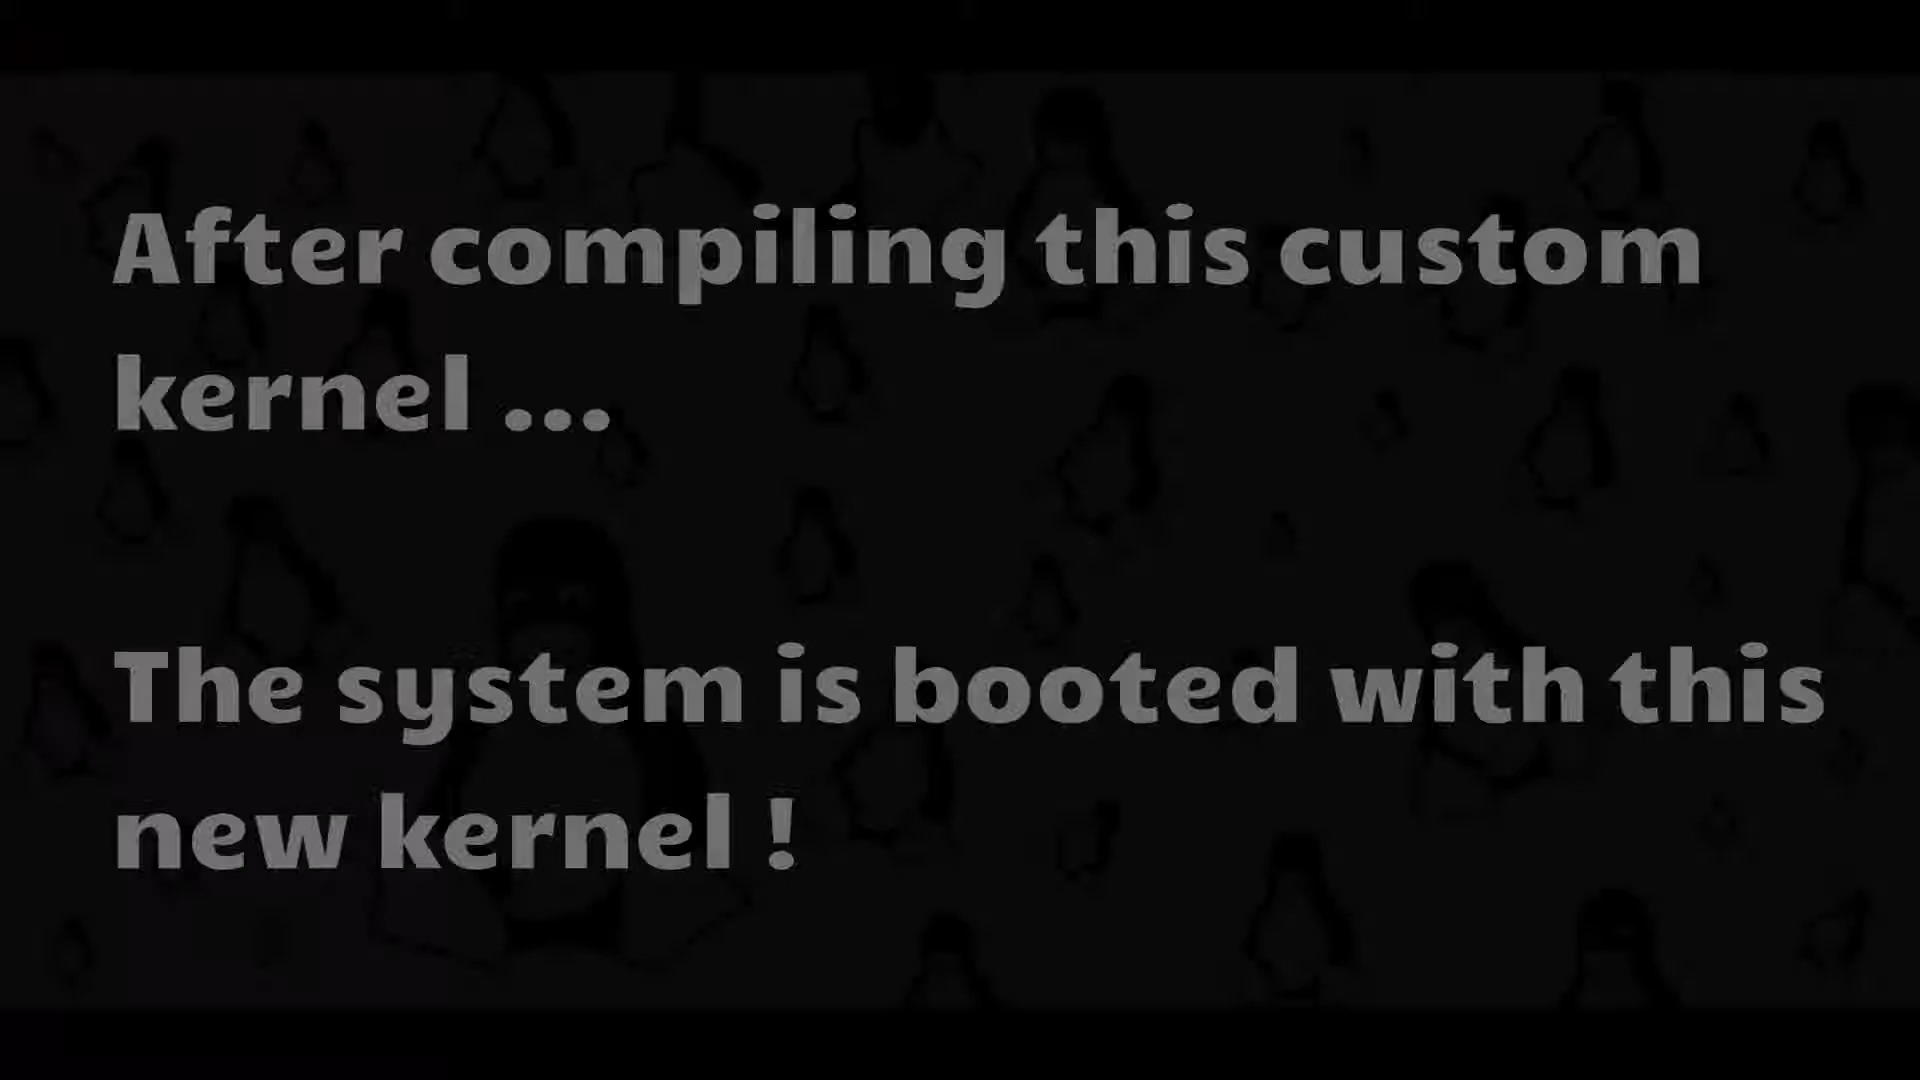 After compiling this custom
kernel ...
The system is booted with this
new kernel !